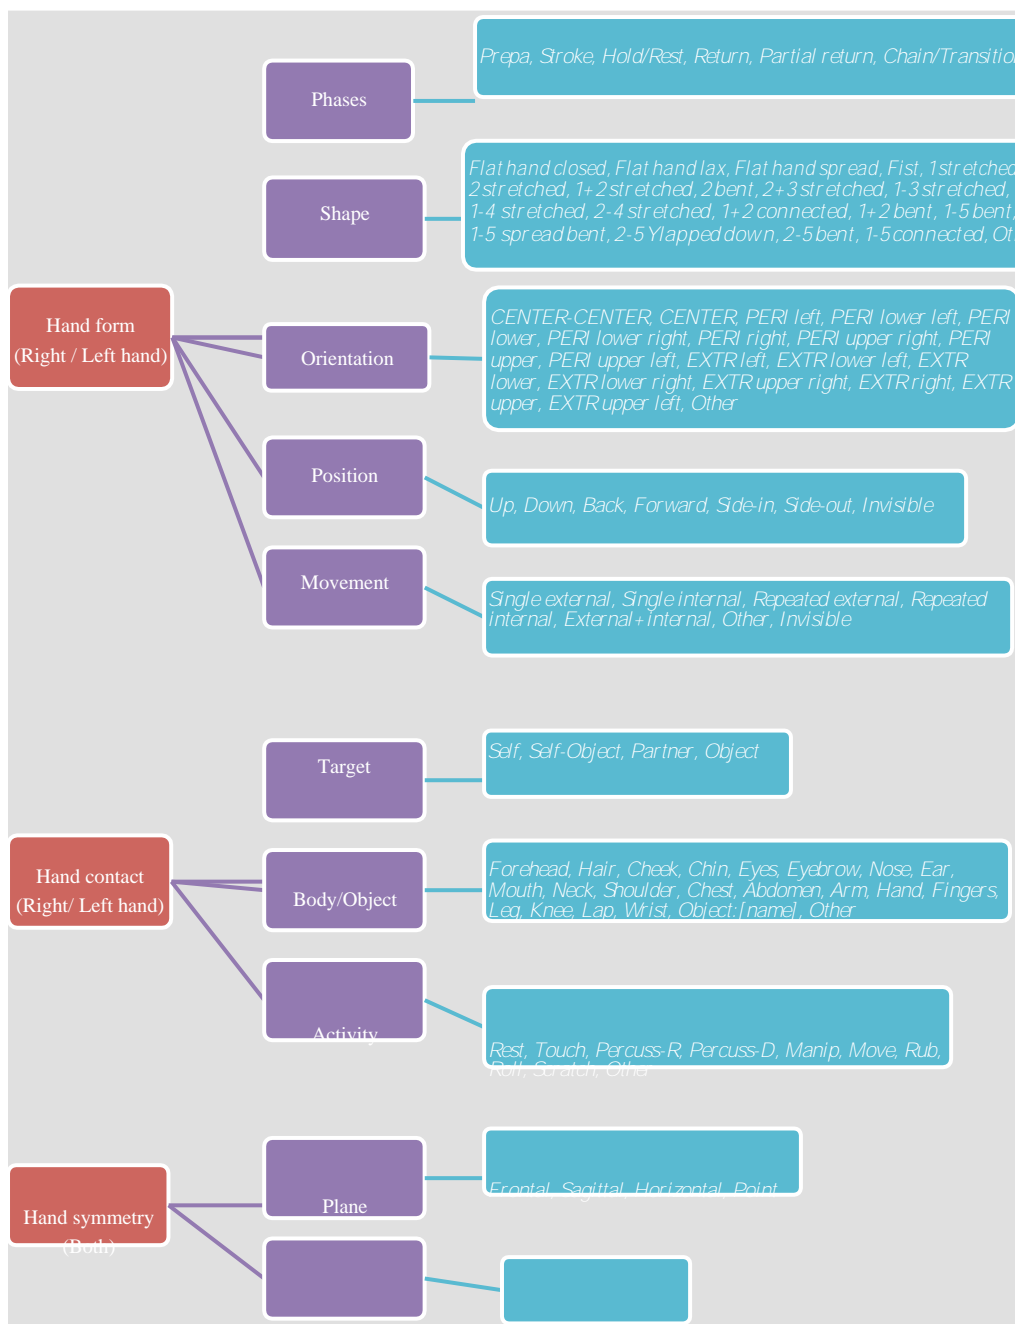 Phases
Prepa, Stroke, Hold/Rest, Return, Partial return, Chain/Transition
Shape
Flat hand closed, Flat hand lax, Flat hand spread, Fist, 1 stretched,
2 stretched, 1+2 stretched, 2 bent, 2+3 stretched, 1-3 stretched,
1-4 stretched, 2-4 stretched, 1+2 connected, 1+2 bent, 1-5 bent,
1-5 spread bent, 2-5 Ylapped down, 2-5 bent, 1-5 connected,
Hand form
(Right / Left hand)
Orientation
CENTER-CENTER, CENTER, PERI left, PERI lower left, PERI
lower, PERI lower right, PERI right, PERI upper right, PERI
upper, PERI upper left, EXTR left, EXTR lower left, EXTR
lower, EXTR lower right, EXTR upper right, EXTR right, EXTR
upper, EXTR upper left, Other
Position
Up, Down, Back, Forward, Side-in, Side-out, Invisible
Movement
Single external, Single internal, Repeated external, Repeated
internal, External+internal, Other, Invisible
Target
Self, Self-Object, Partner, Object
Hand contact
(Right/ Left hand)
Body/Object
Forehead, Hair, Cheek, Chin, Eyes, Eyebrow, Nose, Ear,
Mouth, Neck, Shoulder, Chest, Abdomen, Arm, Hand, Fingers,
Leg, Knee, Lap, Wrist, Object:[name], Other
Activity
Rest, Touch, Percuss-R, Percuss-D, Manip, Move, Rub,
Roll, Scratch, Other
Hand symmetry
(Both)
Plane
Frontal, Sagittal, Horizontal, Point